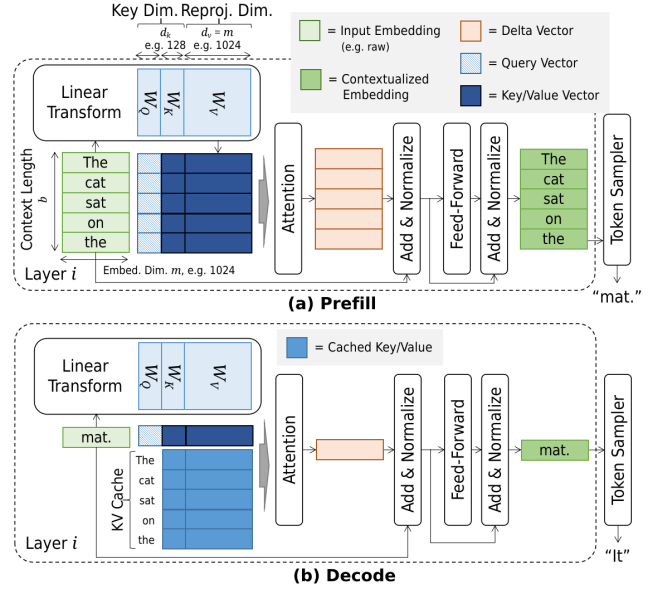 Key Dim. Reproj. Dim.
d_k d_v = m
e.g. 128 e.g. 1024
= Input Embedding
(e.g. raw)
= Contextualized
Embedding
= Delta Vector
= Query Vector
= Key/Value Vector
Linear
Transform
W_Q W_K W_V
Context Length
b
The
cat
sat
on
the
Attention
Add & Normalize
Feed-Forward
Add & Normalize
The
cat
sat
on
the
Token Sampler
Layer i
Embed. Dim. m, e.g. 1024
"mat."
(a) Prefill
Linear
Transform
W_Q W_K W_V
= Cached Key/Value
mat.
KV Cache
The
cat
sat
on
the
Attention
Add & Normalize
Feed-Forward
Add & Normalize
mat.
Token Sampler
Layer i
"It"
(b) Decode